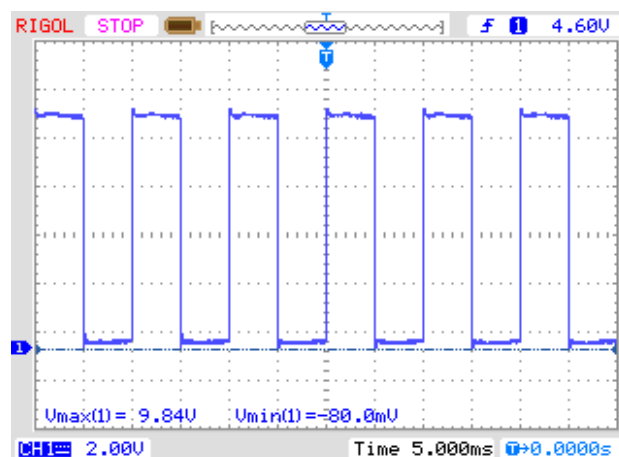 RIGOL STOP T ƒ 1 4.60V
T
1
Vmax(1)= 9.84V Vmin(1)=-80.0mV
CH1 2.00V Time 5.000ms T→0.0000s